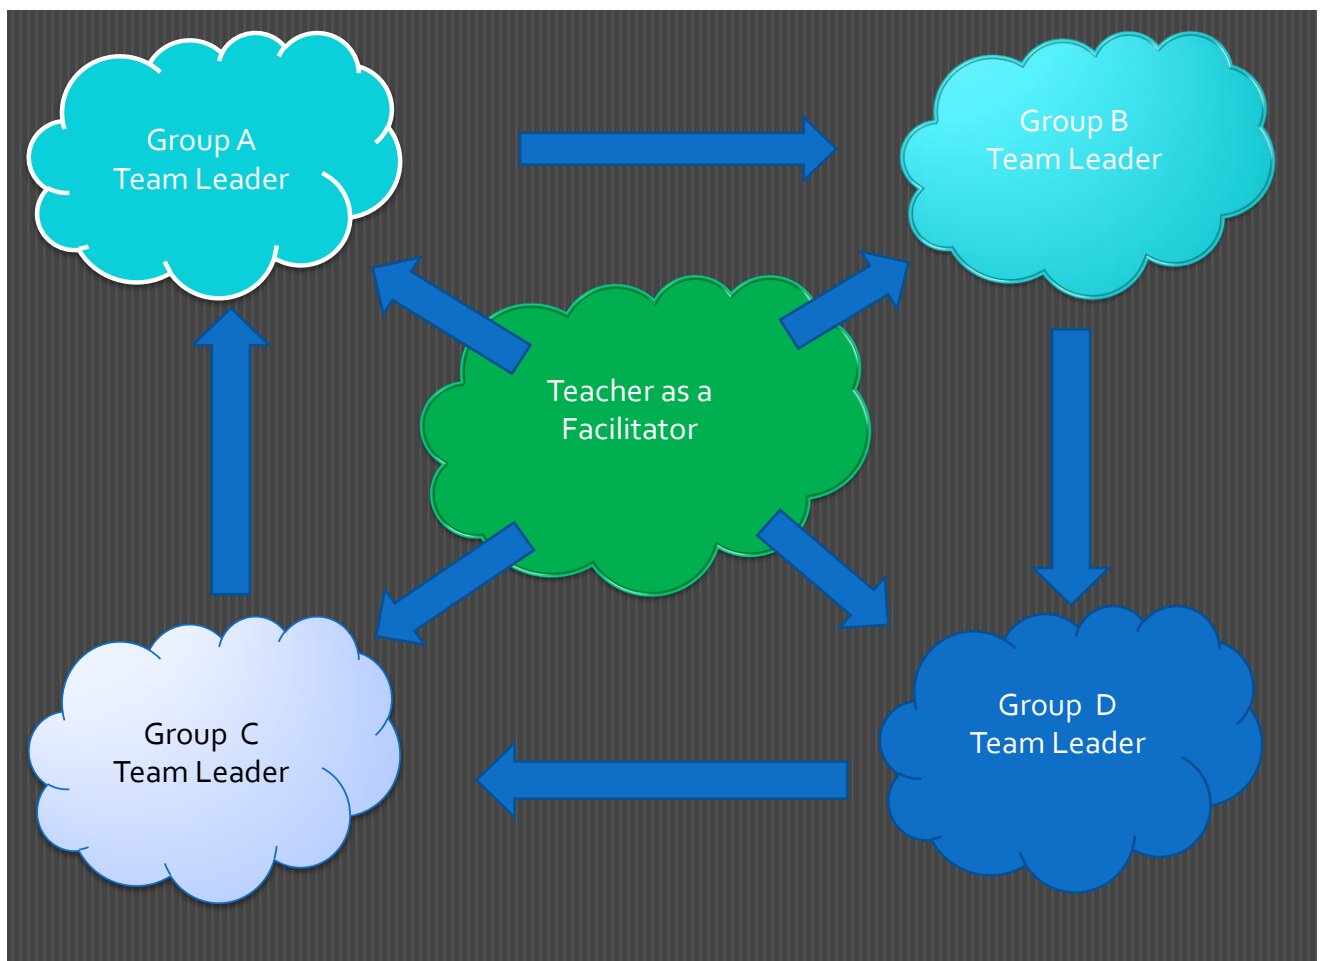 Group A
Team Leader
Group B
Team Leader
Teacher as a
Facilitator
Group C
Team Leader
Group D
Team Leader